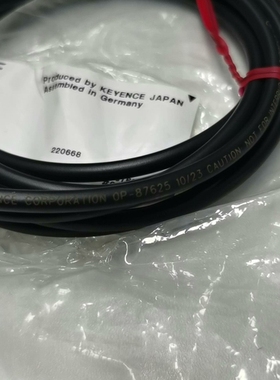 Produced by KEYENCE JAPAN
Assembled in Germany
220668
CORPORATION OP-87625 10/23 CAUTION NOT FOR